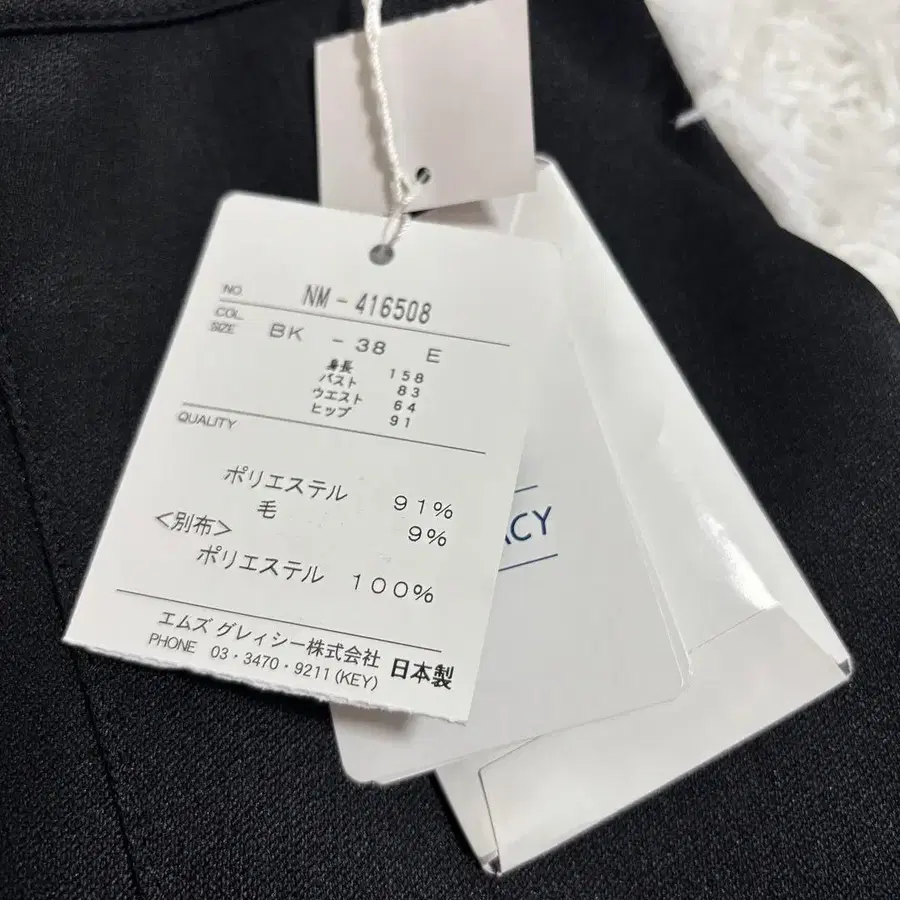 NO. NM-416508
COL. SIZE BK - 38 E
身長 158
バスト 83
ウエスト 64
ヒップ 91
QUALITY
ポリエステル 91%
毛 9%
<別布>
ポリエステル 100%
エムズ グレィシー株式会社
PHONE 03・3470・9211 (KEY) 日本製
ACY